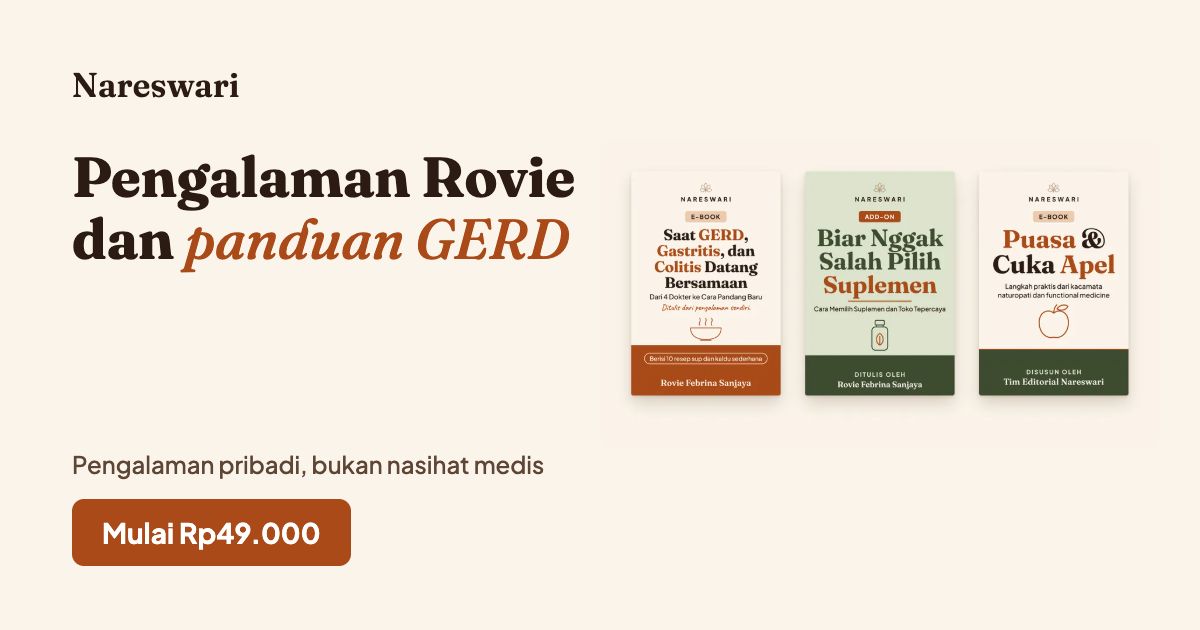 Nareswari
Pengalaman Rovie
dan panduan GERD
Pengalaman pribadi, bukan nasihat medis
Mulai Rp49.000
NARESWARI
E-BOOK
Saat GERD,
Gastritis, dan
Colitis Datang
Bersamaan
Dari 4 Dokter ke Cara Pandang Baru
Ditulis dari pengalaman sendiri.
Berisi 10 resep sup dan kaldu sederhana
Rovie Febrina Sanjaya
NARESWARI
ADD-ON
Biar Nggak
Salah Pilih
Suplemen
Cara Memilih Suplemen dan Toko Tepercaya
DITULIS OLEH
Rovie Febrina Sanjaya
NARESWARI
E-BOOK
Puasa &
Cuka Apel
Langkah praktis dari kacamata
naturopati dan functional medicine
DISUSUN OLEH
Tim Editorial Nareswari